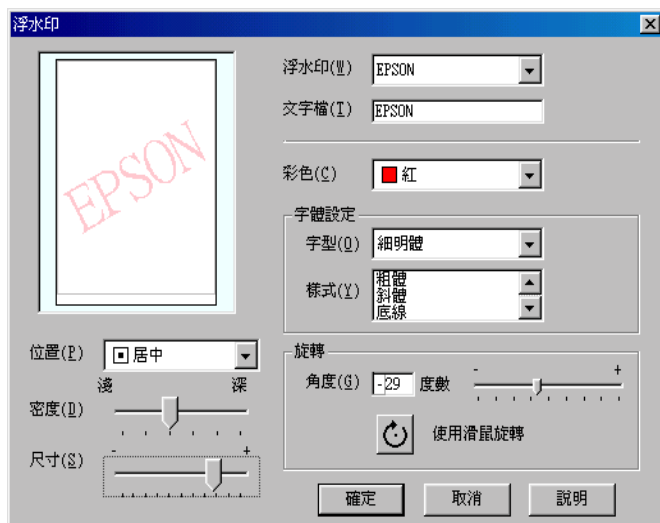 浮水印
EPSON
浮水印(W) EPSON
文字檔(T) EPSON
彩色(C) 紅
字體設定
字型(O) 細明體
樣式(Y) 粗體
斜體
底線
位置(P) 居中
淺 深
密度(D)
- +
尺寸(S)
旋轉
角度(G) -29 度數 - +
使用滑鼠旋轉
確定 取消 說明